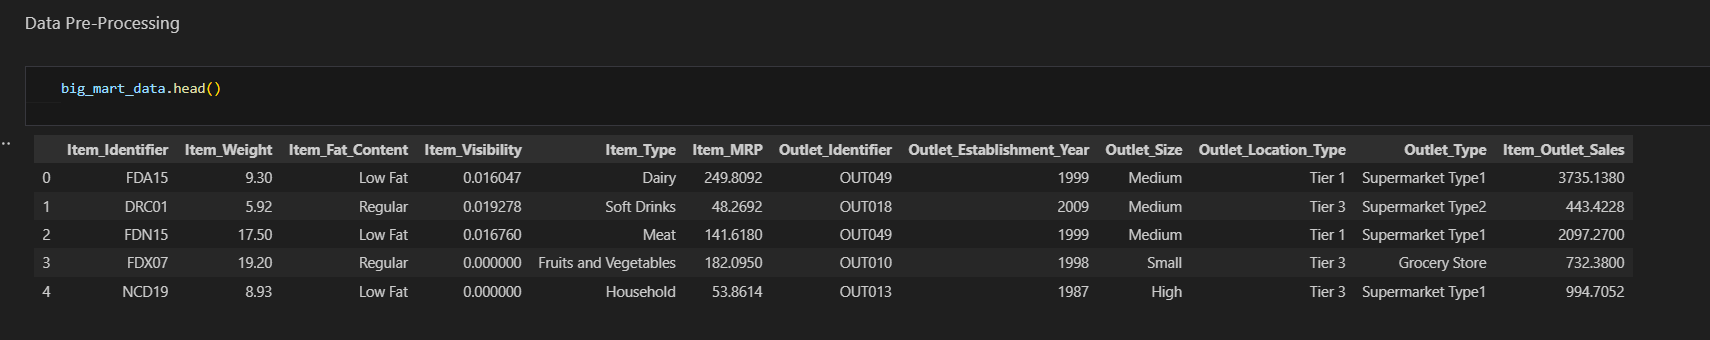 Data Pre-Processing
big_mart_data.head()
Item_Identifier Item_Weight Item_Fat_Content Item_Visibility Item_Type Item_MRP Outlet_Identifier Outlet_Establishment_Year Outlet_Size Outlet_Location_Type Outlet_Type Item_Outlet_Sales
0 FDA15 9.30 Low Fat 0.016047 Dairy 249.8092 OUT049 1999 Medium Tier 1 Supermarket Type1 3735.1380
1 DRC01 5.92 Regular 0.019278 Soft Drinks 48.2692 OUT018 2009 Medium Tier 3 Supermarket Type2 443.4228
2 FDN15 17.50 Low Fat 0.016760 Meat 141.6180 OUT049 1999 Medium Tier 1 Supermarket Type1 2097.2700
3 FDX07 19.20 Regular 0.000000 Fruits and Vegetables 182.0950 OUT010 1998 Small Tier 3 Grocery Store 732.3800
4 NCD19 8.93 Low Fat 0.000000 Household 53.8614 OUT013 1987 High Tier 3 Supermarket Type1 994.7052